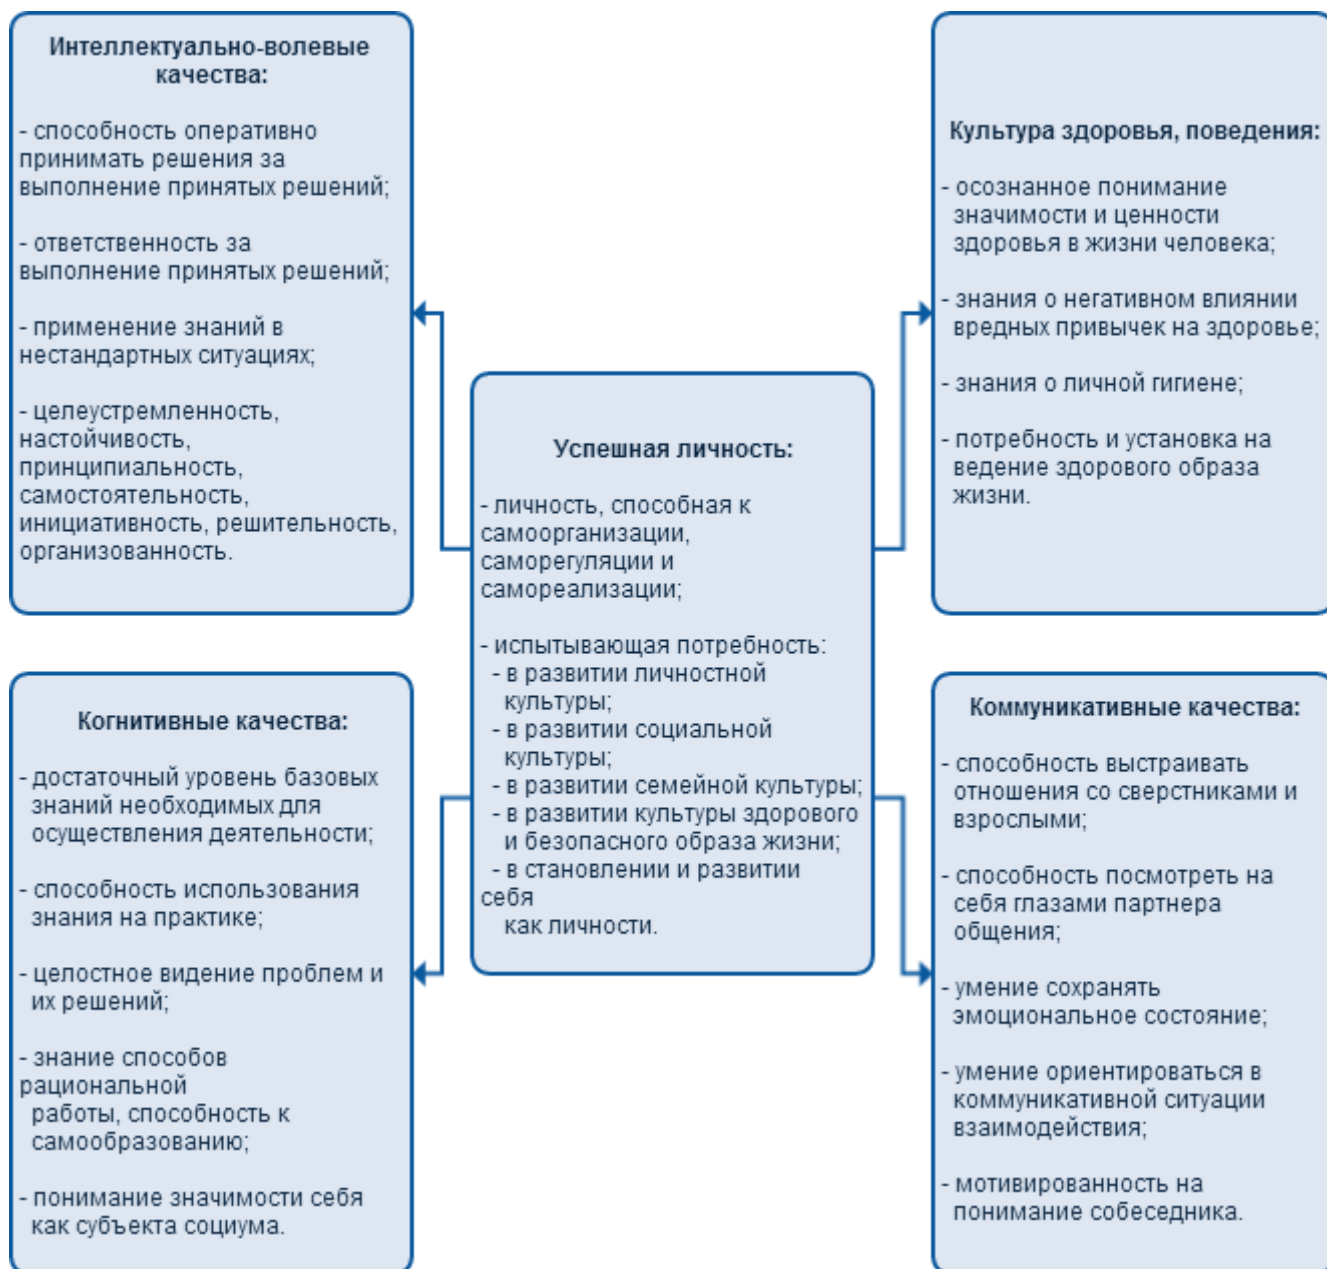 Интеллектуально-волевые
качества:
- способность оперативно
принимать решения за
выполнение принятых решений;
- ответственность за
выполнение принятых решений;
- применение знаний в
нестандартных ситуациях;
- целеустремленность,
настойчивость,
принципиальность,
самостоятельность,
инициативность, решительность,
организованность.
Культура здоровья, поведения:
- осознанное понимание
значимости и ценности
здоровья в жизни человека;
- знания о негативном влиянии
вредных привычек на здоровье;
- знания о личной гигиене;
- потребность и установка на
ведение здорового образа
жизни.
Успешная личность:
- личность, способная к
самоорганизации,
саморегуляции и
самореализации;
- испытывающая потребность:
- в развитии личностной
культуры;
- в развитии социальной
культуры;
- в развитии семейной культуры;
- в развитии культуры здорового
и безопасного образа жизни;
- в становлении и развитии
себя
как личности.
Когнитивные качества:
- достаточный уровень базовых
знаний необходимых для
осуществления деятельности;
- способность использования
знания на практике;
- целостное видение проблем и
их решений;
- знание способов
рациональной
работы, способность к
самообразованию;
- понимание значимости себя
как субъекта социума.
Коммуникативные качества:
- способность выстраивать
отношения со сверстниками и
взрослыми;
- способность посмотреть на
себя глазами партнера
общения;
- умение сохранять
эмоциональное состояние;
- умение ориентироваться в
коммуникативной ситуации
взаимодействия;
- мотивированность на
понимание собеседника.